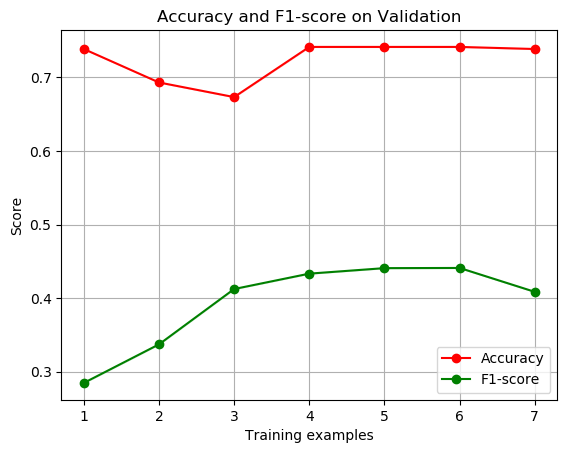 Accuracy and F1-score on Validation
Score
0.7
0.6
0.5
0.4
0.3
Accuracy
F1-score
1 2 3 4 5 6 7
Training examples